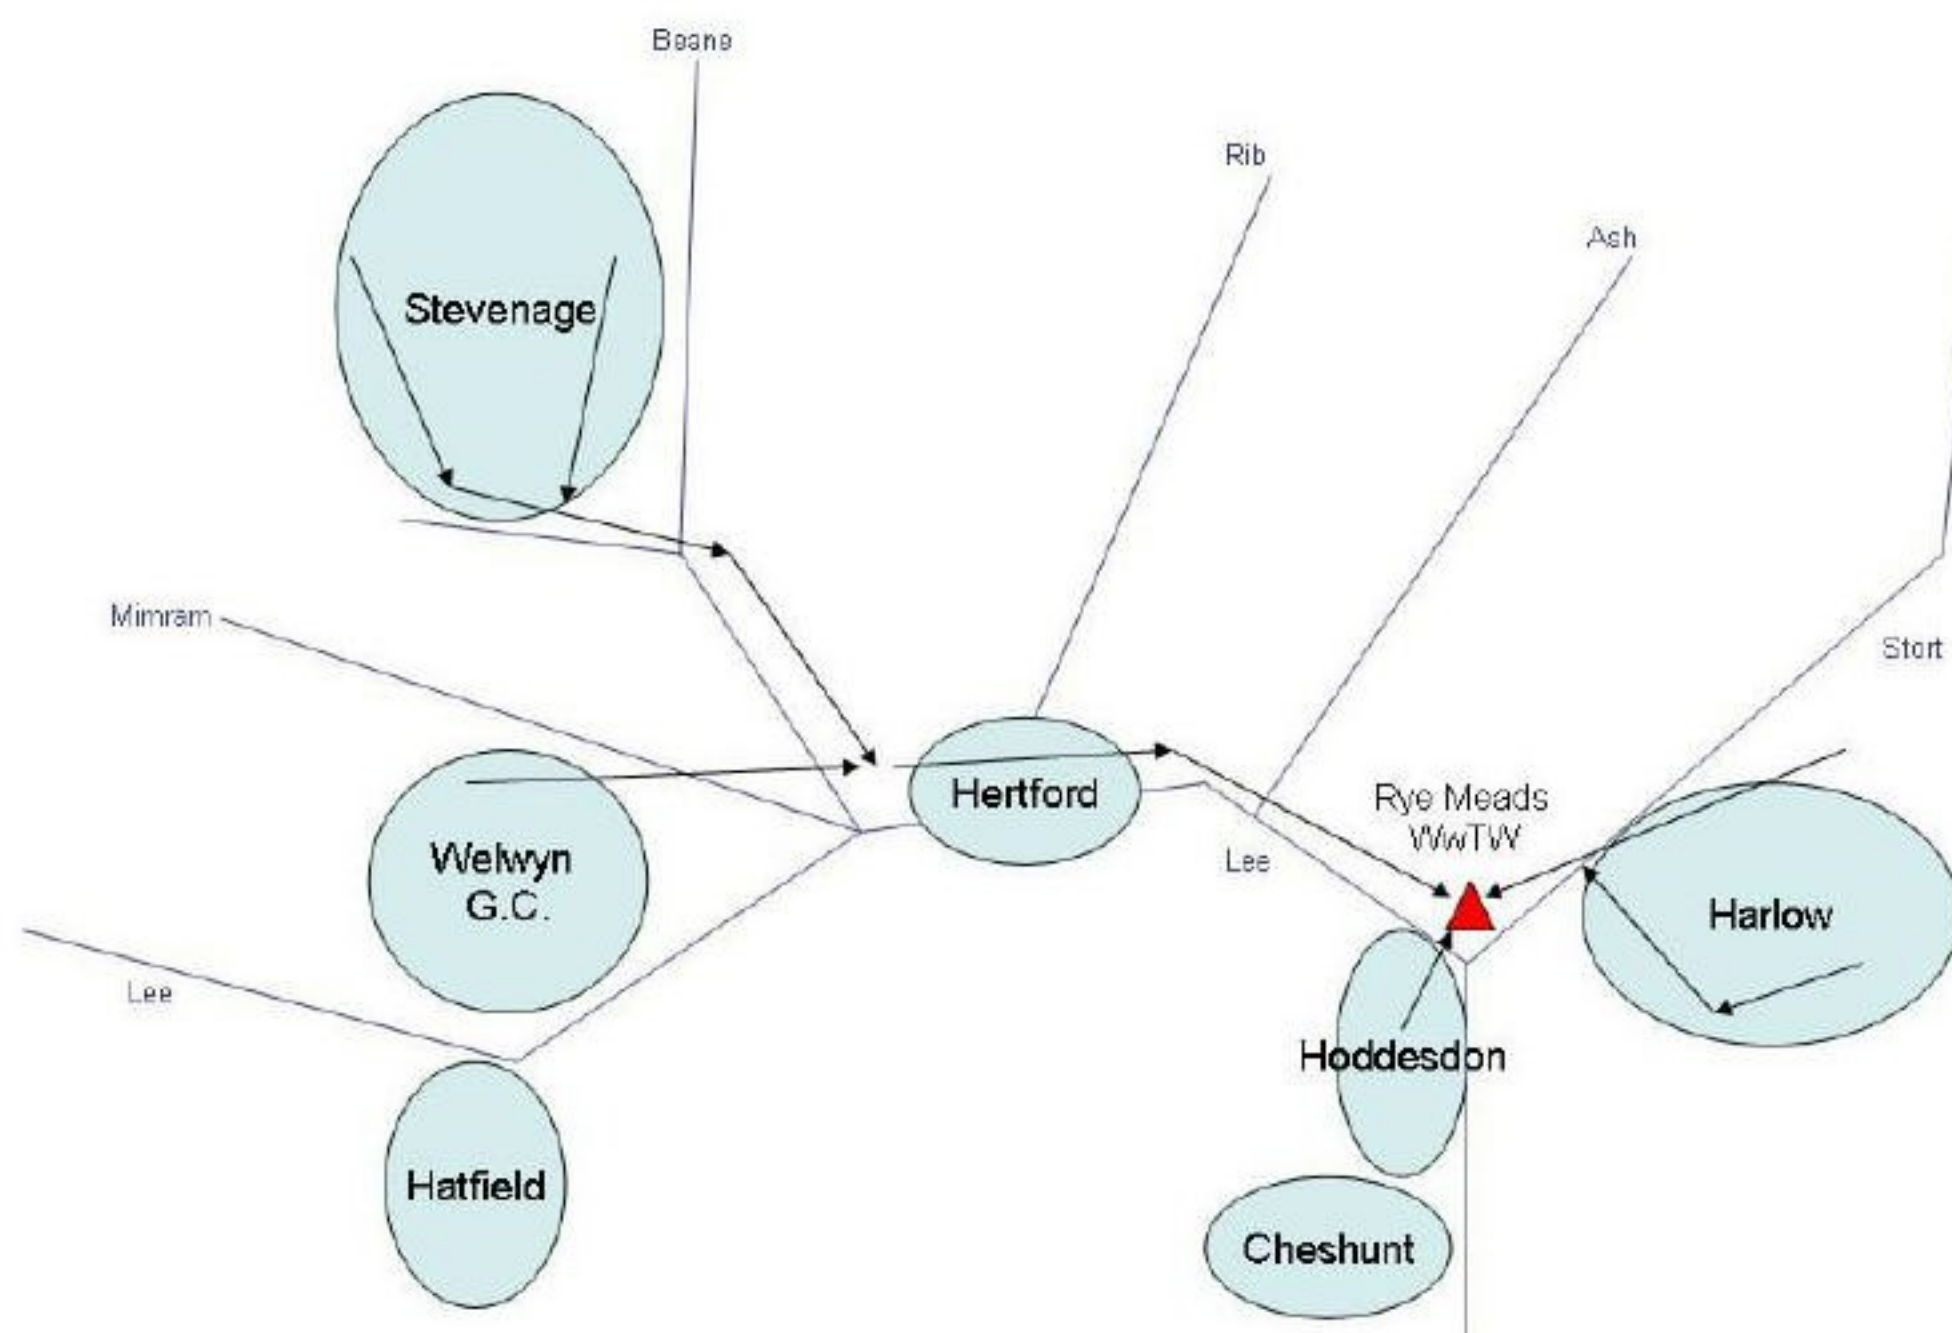 Beane
Rib
Ash
Stevenage
Mimram
Stort
Hertford
Rye Meads
WwTW
Welwyn
G.C.
Lee
Harlow
Lee
Hoddesdon
Hatfield
Cheshunt